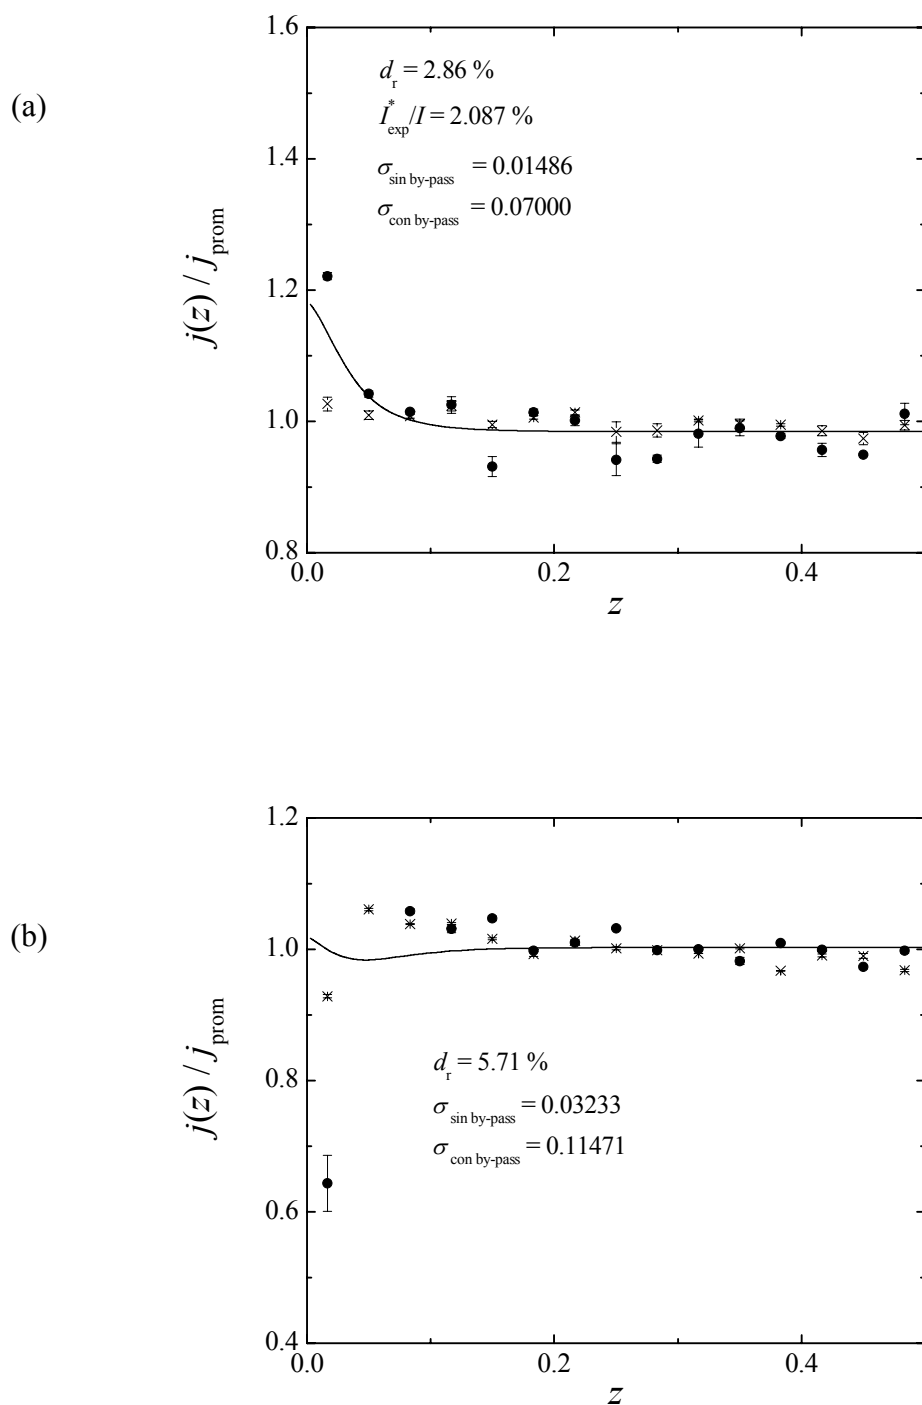 (a)
1.6
1.4
1.2
1.0
0.8
j(z) / j_prom
d_r = 2.86 %
I*_exp/I = 2.087 %
σ_sin by-pass = 0.01486
σ_con by-pass = 0.07000
0.0 0.2 0.4
z
(b)
1.2
1.0
0.8
0.6
0.4
j(z) / j_prom
d_r = 5.71 %
σ_sin by-pass = 0.03233
σ_con by-pass = 0.11471
0.0 0.2 0.4
z